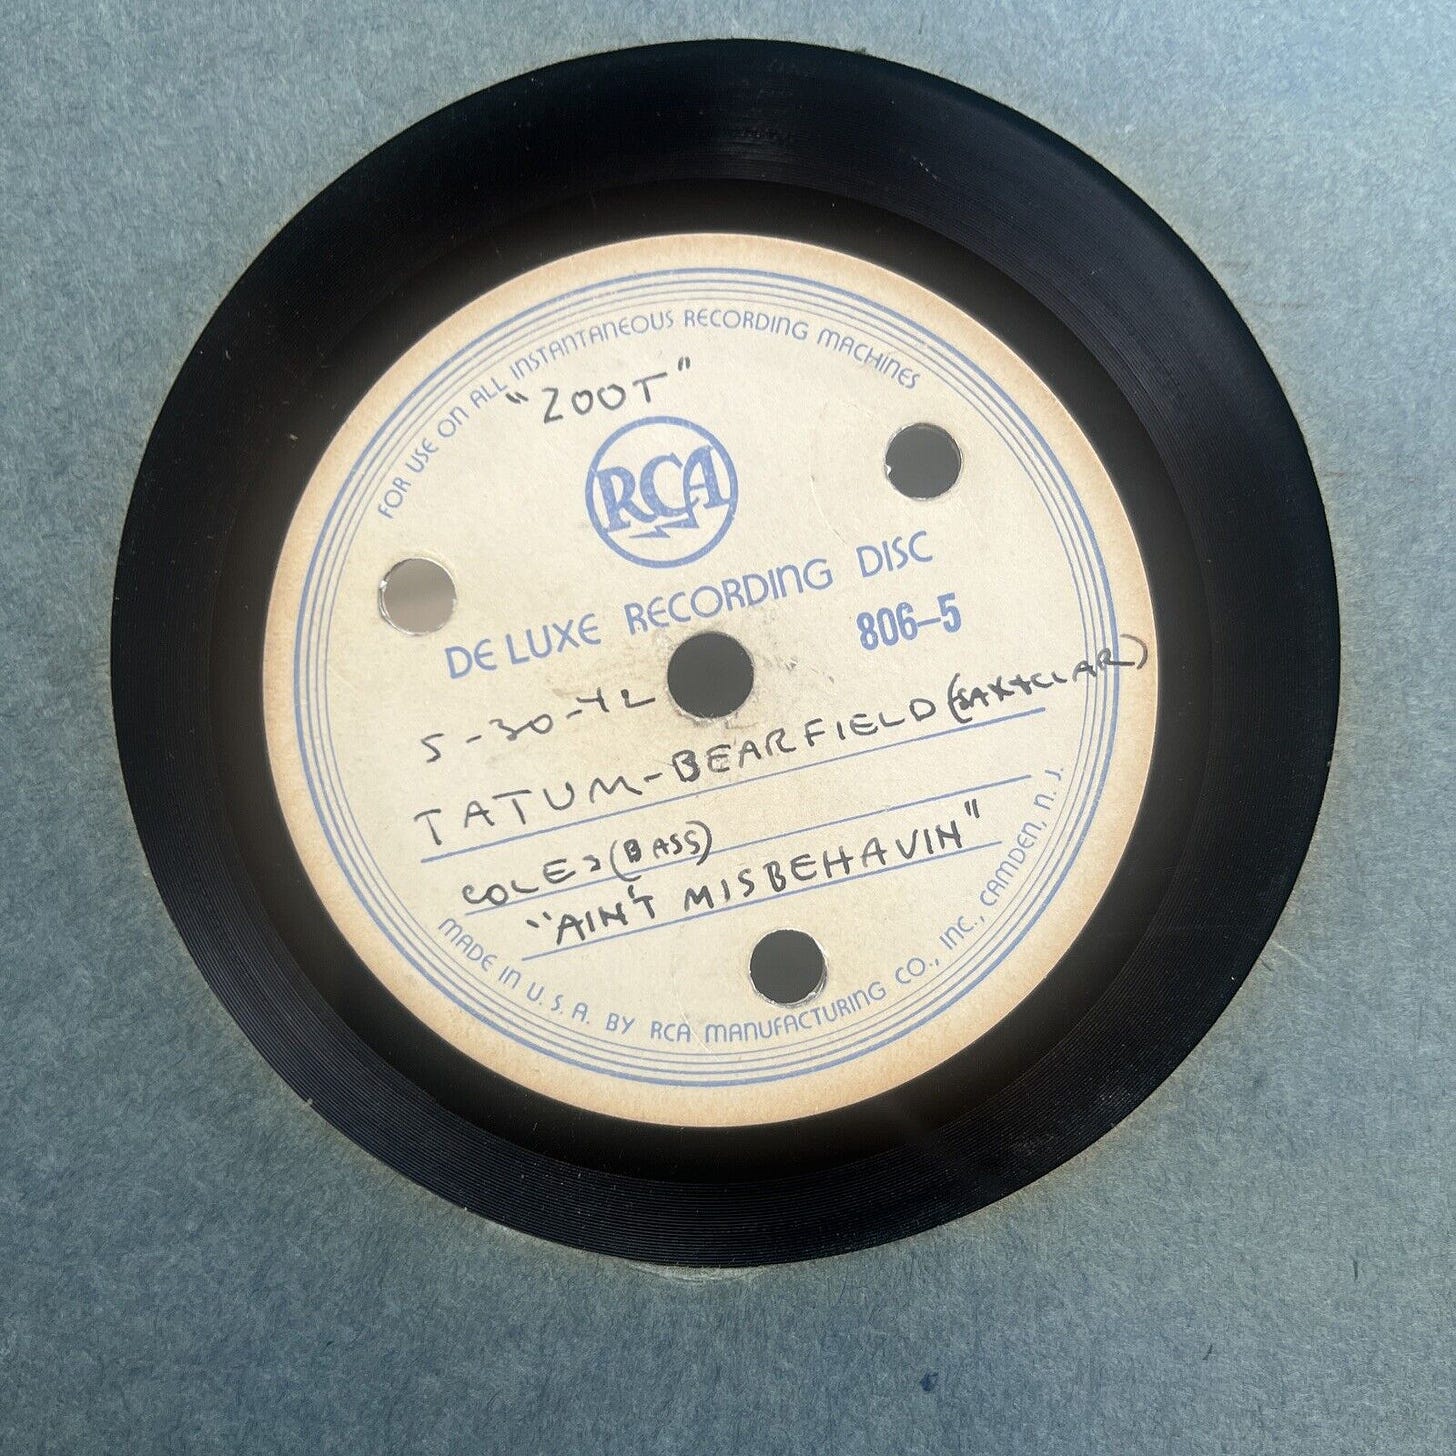 FOR USE ON ALL INSTANTANEOUS RECORDING MACHINES
"ZOOT"
RCA
DE LUXE RECORDING DISC
806-5
5-30-42
TATUM-BEARFIELD (SAX & CLAR)
COLES (BASS)
"AIN'T MISBEHAVIN"
MADE IN U.S.A. BY RCA MANUFACTURING CO., INC., CAMDEN, N. J.